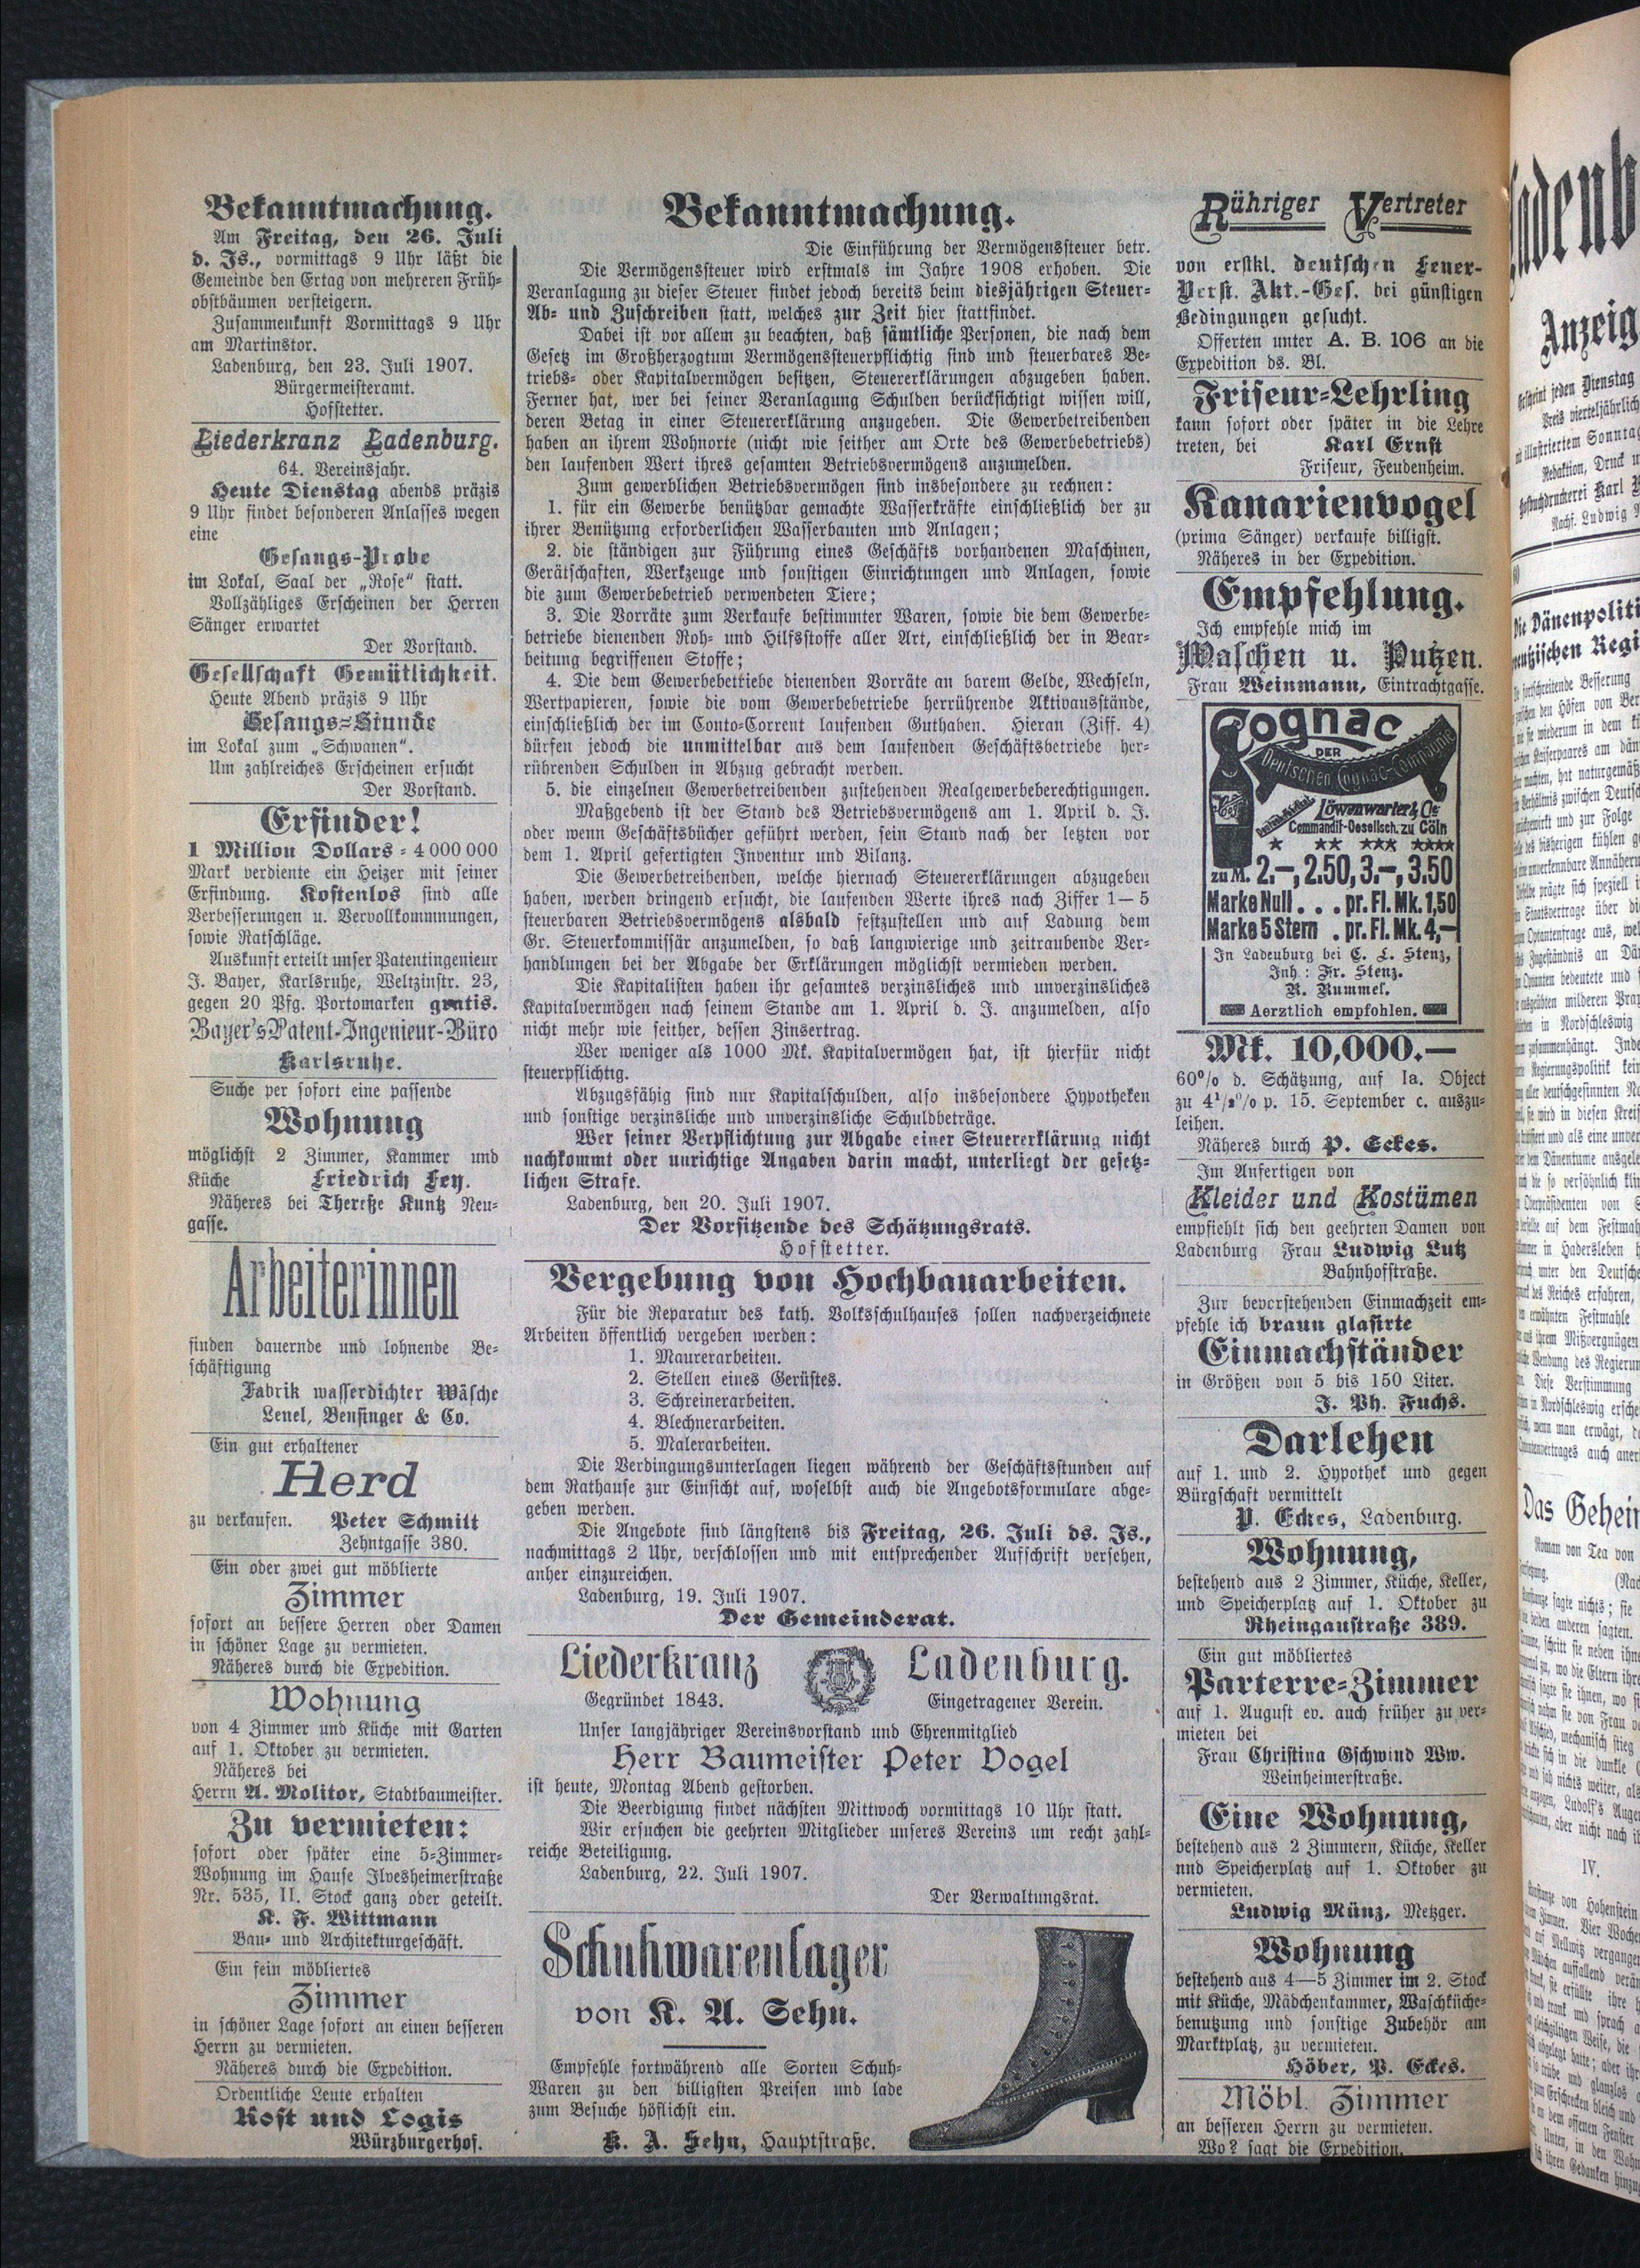 Bekanntmachung.
Am Freitag, den 26. Juli
d. Js., vormittags 9 Uhr läßt die
Gemeinde den Ertag von mehreren Früh-
obstbäumen versteigern.
Zusammenkunft Vormittags 9 Uhr
am Martinstor.
Ladenburg, den 23. Juli 1907.
Bürgermeisteramt.
Hofstetter.
Liederkranz Ladenburg.
64. Vereinsjahr.
Heute Dienstag abends präzis
9 Uhr findet besonderen Anlasses wegen
eine
Gesangs-Probe
im Lokal, Saal der „Rose“ statt.
Vollzähliges Erscheinen der Herren
Sänger erwartet
Der Vorstand.
Gesellschaft Gemütlichkeit.
Heute Abend präzis 9 Uhr
Gesangs-Stunde
im Lokal zum „Schwanen“.
Um zahlreiches Erscheinen ersucht
Der Vorstand.
Erfinder!
1 Million Dollars = 4 000 000
Mark verdiente ein Heizer mit seiner
Erfindung. Kostenlos sind alle
Verbesserungen u. Vervollkommnungen,
sowie Ratschläge.
Auskunft erteilt unser Patentingenieur
J. Bayer, Karlsruhe, Weltzinstr. 23,
gegen 20 Pfg. Portomarken gratis.
Bayer's Patent-Ingenieur-Büro
Karlsruhe.
Suche per sofort eine passende
Wohnung
möglichst 2 Zimmer, Kammer und
Küche Friedrich Fey.
Näheres bei Thereße Kuntz Neu-
gasse.
Arbeiterinnen
finden dauernde und lohnende Be-
schäftigung
Fabrik wasserdichter Wäsche
Lenel, Bensinger & Co.
Ein gut erhaltener
Herd
zu verkaufen. Peter Schmitt
Zehntgasse 380.
Ein oder zwei gut möblierte
Zimmer
sofort an bessere Herren oder Damen
in schöner Lage zu vermieten.
Näheres durch die Expedition.
Wohnung
von 4 Zimmer und Küche mit Garten
auf 1. Oktober zu vermieten.
Näheres bei
Herrn A. Molitor, Stadtbaumeister.
Zu vermieten:
sofort oder später eine 5-Zimmer-
Wohnung im Hause Ilvesheimerstraße
Nr. 535, II. Stock ganz oder geteilt.
K. F. Wittmann
Bau- und Architekturgeschäft.
Ein fein möbliertes
Zimmer
in schöner Lage sofort an einen besseren
Herrn zu vermieten.
Näheres durch die Expedition.
Ordentliche Leute erhalten
Kost und Logis
Würzburgerhof.
Bekanntmachung.
Die Einführung der Vermögenssteuer betr.
Die Vermögenssteuer wird erstmals im Jahre 1908 erhoben. Die
Veranlagung zu dieser Steuer findet jedoch bereits beim diesjährigen Steuer-
Ab- und Zuschreiben statt, welches zur Zeit hier stattfindet.
Dabei ist vor allem zu beachten, daß sämtliche Personen, die nach dem
Gesetz im Großherzogtum Vermögenssteuerpflichtig sind und steuerbares Be-
triebs- oder Kapitalvermögen besitzen, Steuererklärungen abzugeben haben.
Ferner hat, wer bei seiner Veranlagung Schulden berücksichtigt wissen will,
deren Betag in einer Steuererklärung anzugeben. Die Gewerbetreibenden
haben an ihrem Wohnorte (nicht wie seither am Orte des Gewerbebetriebs)
den laufenden Wert ihres gesamten Betriebsvermögens anzumelden.
Zum gewerblichen Betriebsvermögen sind insbesondere zu rechnen:
1. für ein Gewerbe benützbar gemachte Wasserkräfte einschließlich der zu
ihrer Benützung erforderlichen Wasserbauten und Anlagen;
2. die ständigen zur Führung eines Geschäfts vorhandenen Maschinen,
Gerätschaften, Werkzeuge und sonstigen Einrichtungen und Anlagen, sowie
die zum Gewerbebetrieb verwendeten Tiere;
3. Die Vorräte zum Verkaufe bestimmter Waren, sowie die dem Gewerbe-
betriebe dienenden Roh- und Hilfsstoffe aller Art, einschließlich der in Bear-
beitung begriffenen Stoffe;
4. Die dem Gewerbebetriebe dienenden Vorräte an barem Gelde, Wechseln,
Wertpapieren, sowie die vom Gewerbebetriebe herrührende Aktivausstände,
einschließlich der im Conto-Corrent laufenden Guthaben. Hieran (Ziff. 4)
dürfen jedoch die unmittelbar aus dem laufenden Geschäftsbetriebe her-
rührenden Schulden in Abzug gebracht werden.
5. die einzelnen Gewerbetreibenden zustehenden Realgewerbeberechtigungen.
Maßgebend ist der Stand des Betriebsvermögens am 1. April d. J.
oder wenn Geschäftsbücher geführt werden, sein Stand nach der letzten vor
dem 1. April gefertigten Inventur und Bilanz.
Die Gewerbetreibenden, welche hiernach Steuererklärungen abzugeben
haben, werden dringend ersucht, die laufenden Werte ihres nach Ziffer 1—5
steuerbaren Betriebsvermögens alsbald festzustellen und auf Ladung dem
Gr. Steuerkommissär anzumelden, so daß langwierige und zeitraubende Ver-
handlungen bei der Abgabe der Erklärungen möglichst vermieden werden.
Die Kapitalisten haben ihr gesamtes verzinsliches und unverzinsliches
Kapitalvermögen nach seinem Stande am 1. April d. J. anzumelden, also
nicht mehr wie seither, dessen Zinsertrag.
Wer weniger als 1000 Mk. Kapitalvermögen hat, ist hierfür nicht
steuerpflichtig.
Abzugsfähig sind nur Kapitalschulden, also insbesondere Hypotheken
und sonstige verzinsliche und unverzinsliche Schuldbeträge.
Wer seiner Verpflichtung zur Abgabe einer Steuererklärung nicht
nachkommt oder unrichtige Angaben darin macht, unterliegt der gesetz-
lichen Strafe.
Ladenburg, den 20. Juli 1907.
Der Vorsitzende des Schätzungsrats.
Hofstetter.
Vergebung von Hochbauarbeiten.
Für die Reparatur des kath. Volksschulhauses sollen nachverzeichnete
Arbeiten öffentlich vergeben werden:
1. Maurerarbeiten.
2. Stellen eines Gerüstes.
3. Schreinerarbeiten.
4. Blechnerarbeiten.
5. Malerarbeiten.
Die Verdingungsunterlagen liegen während der Geschäftsstunden auf
dem Rathause zur Einsicht auf, woselbst auch die Angebotsformulare abge-
geben werden.
Die Angebote sind längstens bis Freitag, 26. Juli ds. Js.,
nachmittags 2 Uhr, verschlossen und mit entsprechender Aufschrift versehen,
anher einzureichen.
Ladenburg, 19. Juli 1907.
Der Gemeinderat.
Liederkranz Ladenburg.
Gegründet 1843. Eingetragener Verein.
Unser langjähriger Vereinsvorstand und Ehrenmitglied
Herr Baumeister Peter Vogel
ist heute, Montag Abend gestorben.
Die Beerdigung findet nächsten Mittwoch vormittags 10 Uhr statt.
Wir ersuchen die geehrten Mitglieder unseres Vereins um recht zahl-
reiche Beteiligung.
Ladenburg, 22. Juli 1907.
Der Verwaltungsrat.
Schuhwarenlager
von K. A. Sehn.
Empfehle fortwährend alle Sorten Schuh-
Waren zu den billigsten Preisen und lade
zum Besuche höflichst ein.
K. A. Sehn, Hauptstraße.
Rühriger Vertreter
von erstkl. deutschen Feuer-
Verst. Akt.-Ges. bei günstigen
Bedingungen gesucht.
Offerten unter A. B. 106 an die
Expedition ds. Bl.
Friseur-Lehrling
kann sofort oder später in die Lehre
treten, bei Karl Ernst
Friseur, Feudenheim.
Kanarienvogel
(prima Sänger) verkaufe billigst.
Näheres in der Expedition.
Empfehlung.
Ich empfehle mich im
Waschen u. Putzen.
Frau Weinmann, Eintrachtgasse.
Cognac
DER
Deutschen Cognac-Compagnie
Löwenwarter & Cie
Commandit-Gesellsch. zu Cöln
* ** *** ****
zu M. 2.-, 2.50, 3.-, 3.50
Marke Null . . . pr. Fl. Mk. 1,50
Marke 5 Stern . pr. Fl. Mk. 4,—
In Ladenburg bei C. L. Stenz,
Inh.: Fr. Stenz.
R. Rummel.
Aerztlich empfohlen.
Mk. 10,000.—
60% d. Schätzung, auf Ia. Object
zu 4½% p. 15. September c. auszu-
leihen.
Näheres durch P. Eckes.
Im Anfertigen von
Kleider und Kostümen
empfiehlt sich den geehrten Damen von
Ladenburg Frau Ludwig Lutz
Bahnhofstraße.
Zur bevorstehenden Einmachzeit em-
pfehle ich braun glasirte
Einmachständer
in Größen von 5 bis 150 Liter.
J. Ph. Fuchs.
Darlehen
auf 1. und 2. Hypothek und gegen
Bürgschaft vermittelt
P. Eckes, Ladenburg.
Wohnung,
bestehend aus 2 Zimmer, Küche, Keller,
und Speicherplatz auf 1. Oktober zu
Rheingaustraße 389.
Ein gut möbliertes
Parterre-Zimmer
auf 1. August ev. auch früher zu ver-
mieten bei
Frau Christina Gschwind Ww.
Weinheimerstraße.
Eine Wohnung,
bestehend aus 2 Zimmern, Küche, Keller
nnd Speicherplatz auf 1. Oktober zu
vermieten.
Ludwig Münz, Metzger.
Wohnung
bestehend aus 4—5 Zimmer im 2. Stock
mit Küche, Mädchenkammer, Waschküche-
benutzung und sonstige Zubehör am
Marktplatz, zu vermieten.
Höber, P. Eckes.
Möbl. Zimmer
an besseren Herrn zu vermieten.
Wo? sagt die Expedition.
Anzeig
Erscheint jeden Dienstag
Preis vierteljährlich
illustriertem Sonntag
Redaktion, Druck
Karl
Nachf. Ludwig
Die Dänenpoliti
Das Gehei
Roman von Tea von
IV.